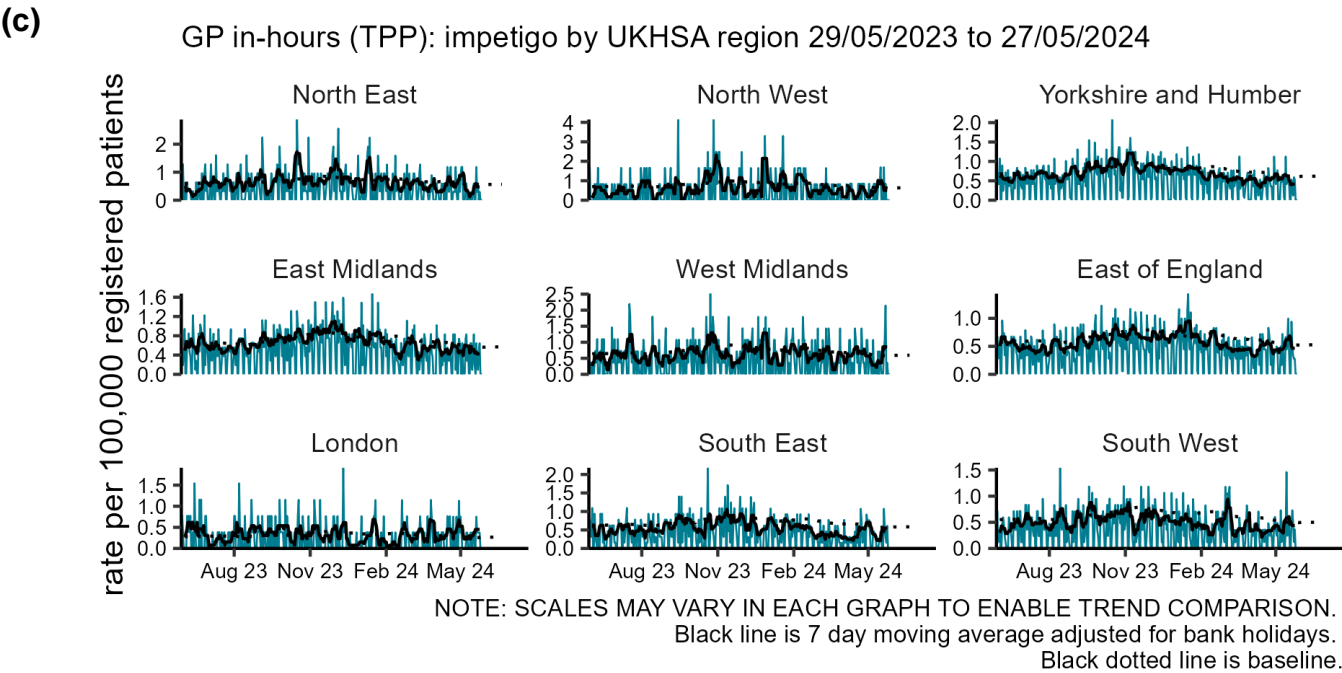 (c)
GP in-hours (TPP): impetigo by UKHSA region 29/05/2023 to 27/05/2024
rate per 100,000 registered patients
North East
2
1
0
North West
4
3
2
1
0
Yorkshire and Humber
2.0
1.5
1.0
0.5
0.0
East Midlands
1.6
1.2
0.8
0.4
0.0
West Midlands
2.5
2.0
1.5
1.0
0.5
0.0
East of England
1.0
0.5
0.0
London
1.5
1.0
0.5
0.0
Aug 23 Nov 23 Feb 24 May 24
South East
2.0
1.5
1.0
0.5
0.0
Aug 23 Nov 23 Feb 24 May 24
South West
1.5
1.0
0.5
0.0
Aug 23 Nov 23 Feb 24 May 24
NOTE: SCALES MAY VARY IN EACH GRAPH TO ENABLE TREND COMPARISON.
Black line is 7 day moving average adjusted for bank holidays.
Black dotted line is baseline.